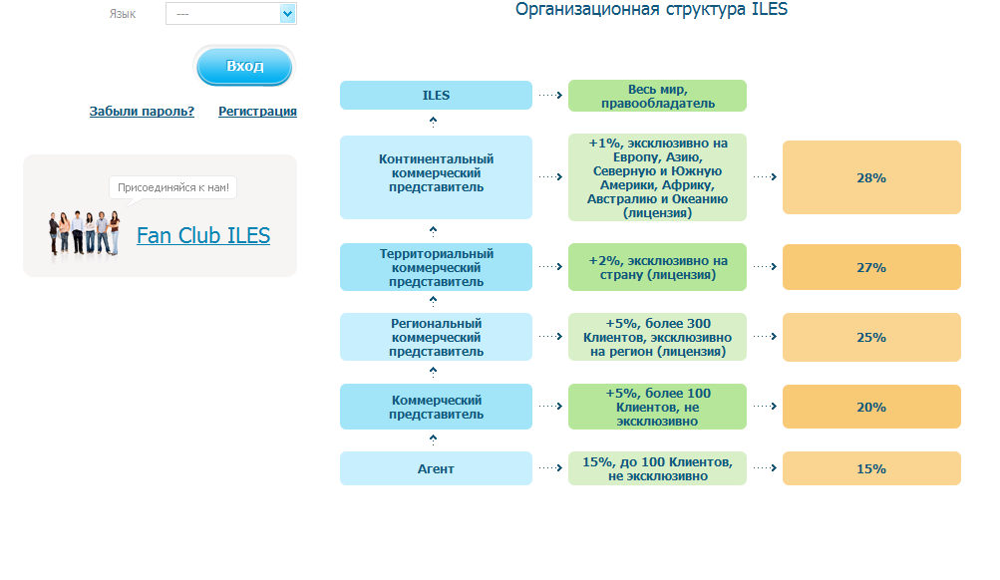 Язык
---
Вход
Забыли пароль?
Регистрация
Присоединяйся к нам!
Fan Club ILES
Организационная структура ILES
ILES
Весь мир,
правообладатель
Континентальный
коммерческий
представитель
+1%, эксклюзивно на
Европу, Азию,
Северную и Южную
Америки, Африку,
Австралию и Океанию
(лицензия)
28%
Территориальный
коммерческий
представитель
+2%, эксклюзивно на
страну (лицензия)
27%
Региональный
коммерческий
представитель
+5%, более 300
Клиентов, эксклюзивно
на регион (лицензия)
25%
Коммерческий
представитель
+5%, более 100
Клиентов, не
эксклюзивно
20%
Агент
15%, до 100 Клиентов,
не эксклюзивно
15%